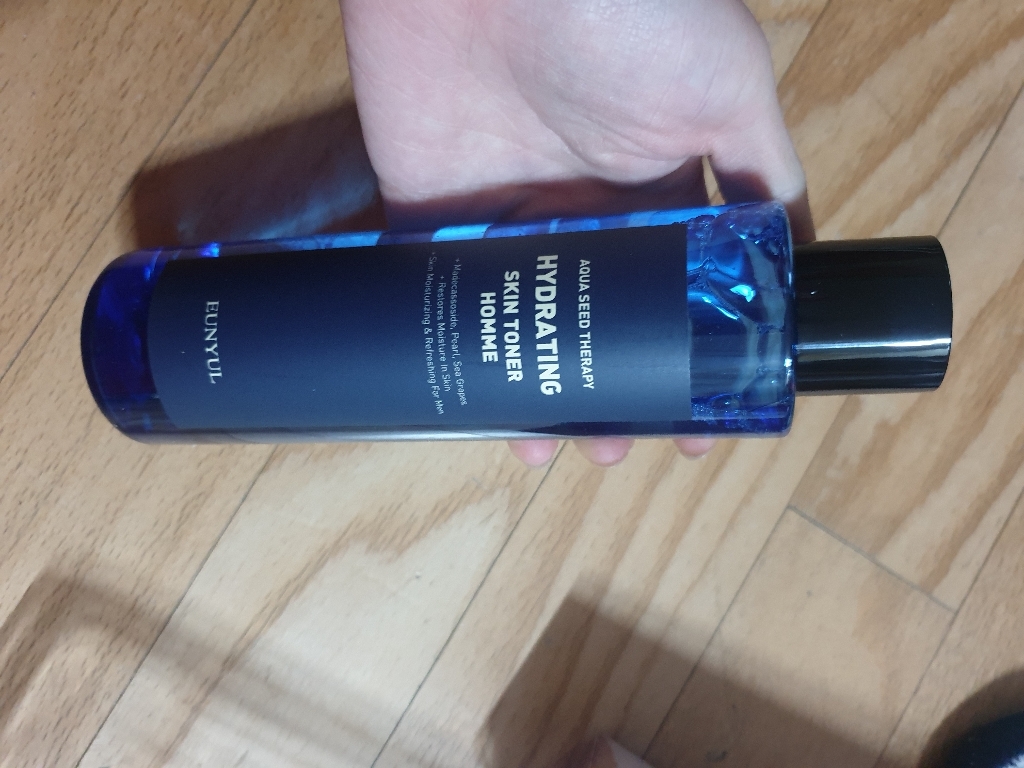 AQUA SEED THERAPY
HYDRATING
SKIN TONER
HOMME
* Madecassoside, Pearl, Sea Grapes
* Restores Moisture In Skin
* Skin Moisturizing & Refreshing For Men
EUNYUL